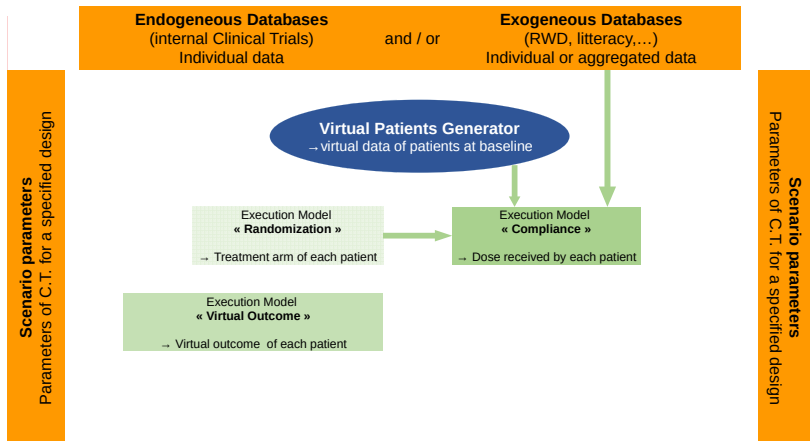 Endogeneous Databases
(internal Clinical Trials)
Individual data
and / or
Exogeneous Databases
(RWD, litteracy,…)
Individual or aggregated data
Scenario parameters
Parameters of C.T. for a specified design
Virtual Patients Generator
→virtual data of patients at baseline
Execution Model
« Randomization »
→ Treatment arm of each patient
Execution Model
« Compliance »
→ Dose received by each patient
Execution Model
« Virtual Outcome »
→ Virtual outcome of each patient
Scenario parameters
Parameters of C.T. for a specified design